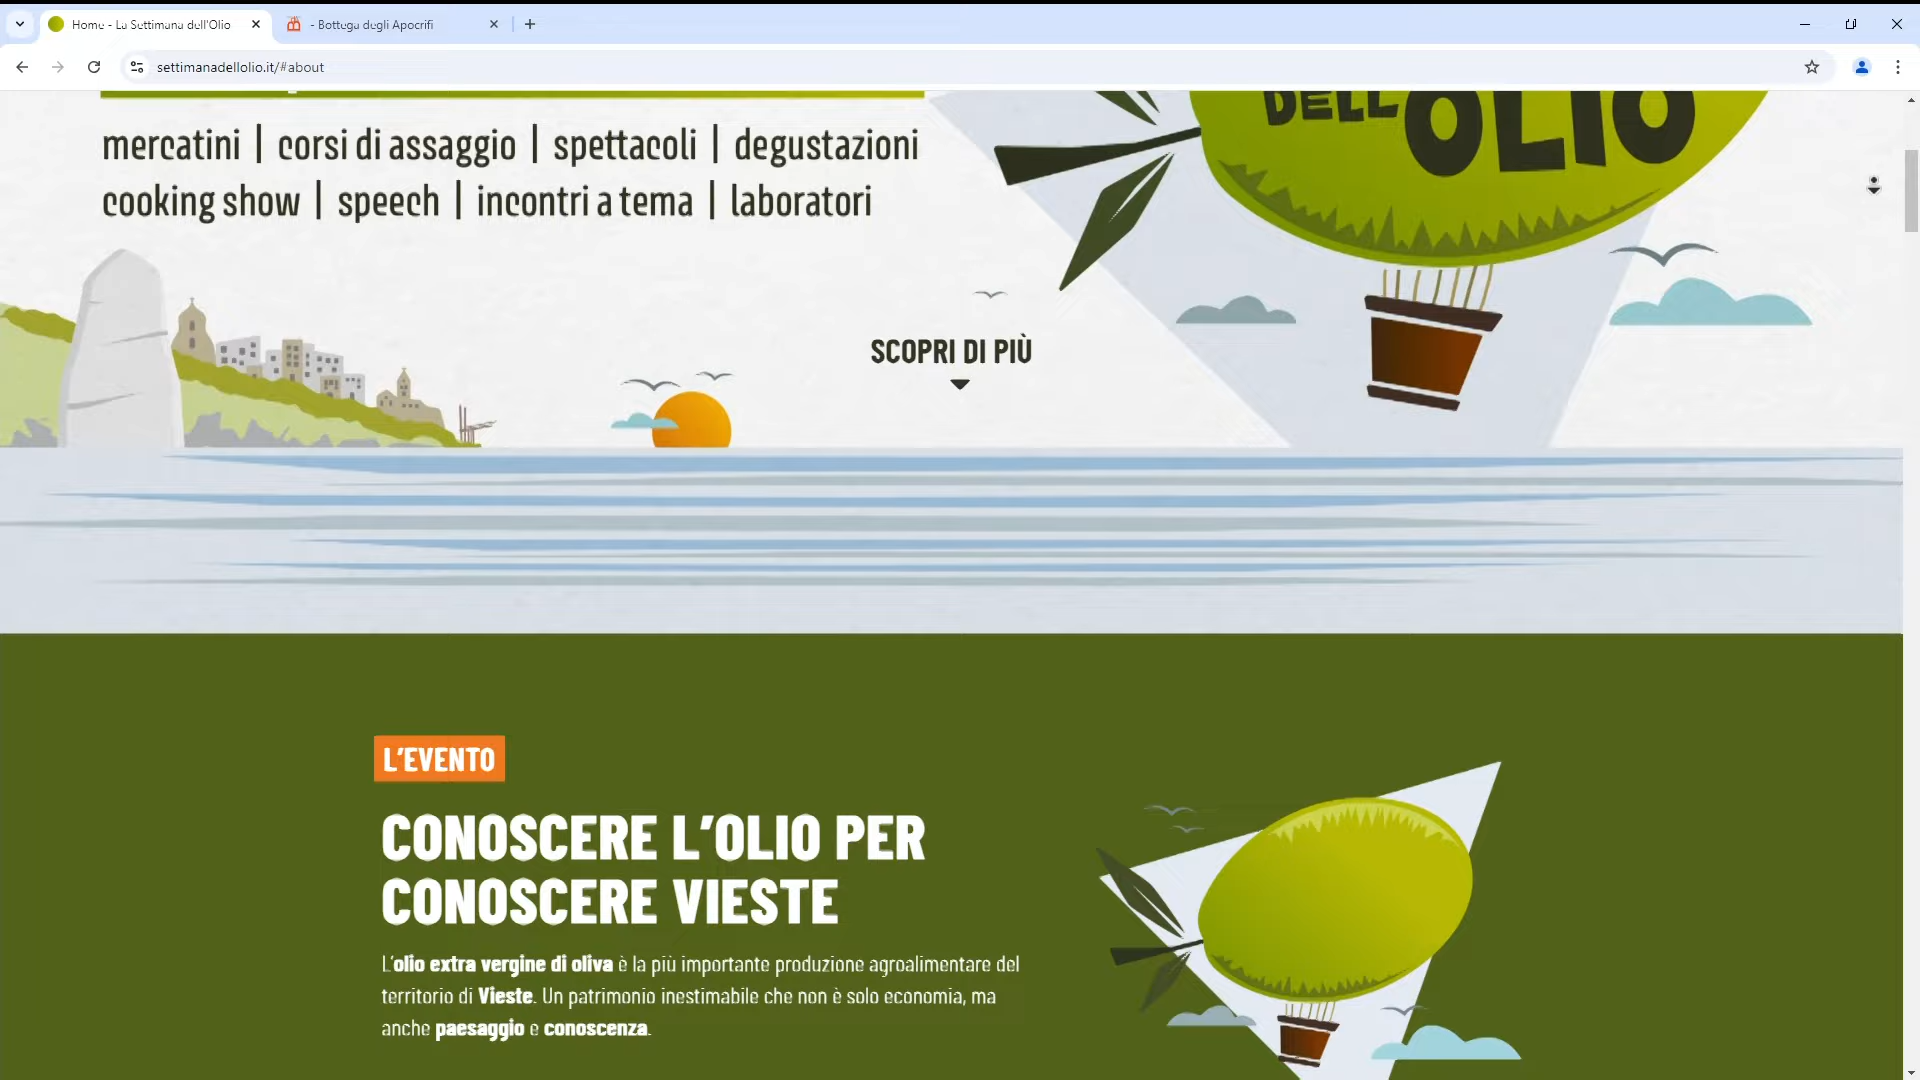 Home - La Settimana dell'Olio
- Bottega degli Apocrifi
settimanadellolio.it/#about
mercatini | corsi di assaggio | spettacoli | degustazioni
cooking show | speech | incontri a tema | laboratori
DELL'OLIO
SCOPRI DI PIÙ
L'EVENTO
CONOSCERE L'OLIO PER
CONOSCERE VIESTE
L'olio extra vergine di oliva è la più importante produzione agroalimentare del
territorio di Vieste. Un patrimonio inestimabile che non è solo economia, ma
anche paesaggio e conoscenza.